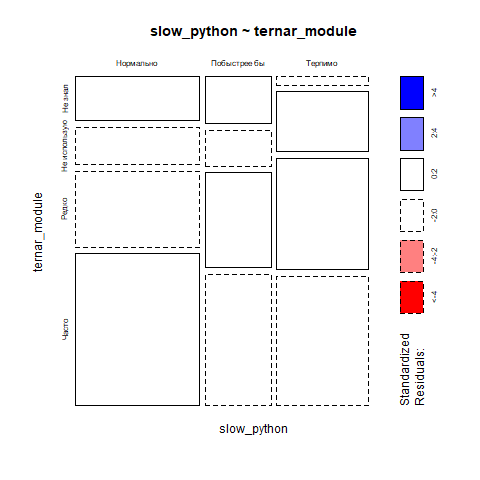 slow_python ~ ternar_module
Нормально
Побыстрее бы
Терпимо
Не знал
Не использую
Редко
Часто
ternar_module
slow_python
>4
2:4
0:2
-2:0
-4:-2
<-4
Standardized
Residuals: